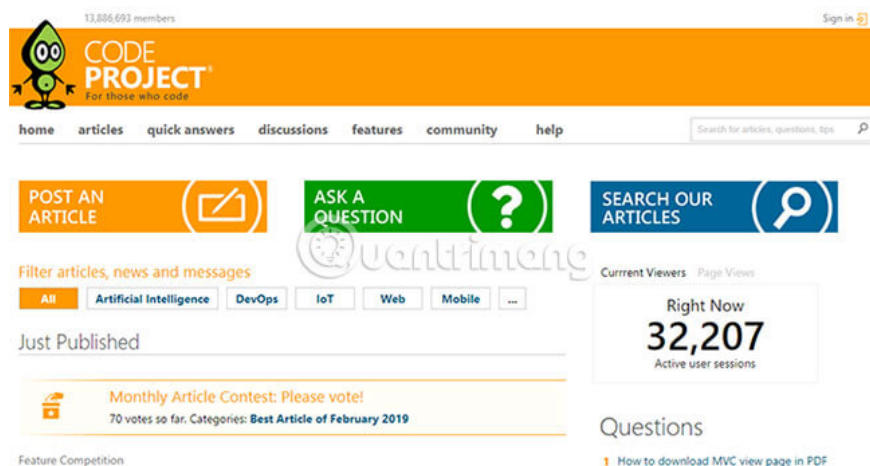 13,886,693 members
Sign in
CODE
PROJECT®
For those who code
home articles quick answers discussions features community help
Search for articles, questions, tips
POST AN
ARTICLE
ASK A
QUESTION
?
SEARCH OUR
ARTICLES
Quantrimang
Filter articles, news and messages
All Artificial Intelligence DevOps IoT Web Mobile ...
Currrent Viewers Page Views
Right Now
32,207
Active user sessions
Just Published
Monthly Article Contest: Please vote!
70 votes so far. Categories: Best Article of February 2019
Feature Competition
Questions
1 How to download MVC view page in PDF